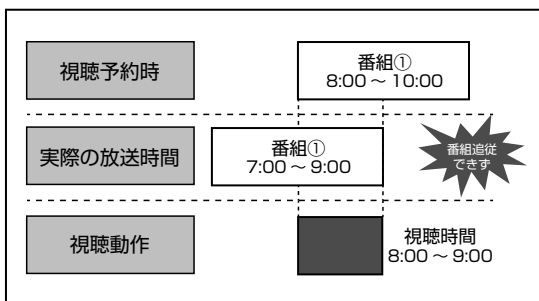 視聴予約時
番組①
8:00～10:00
実際の放送時間
番組①
7:00～9:00
番組追従
できず
視聴動作
視聴時間
8:00～9:00